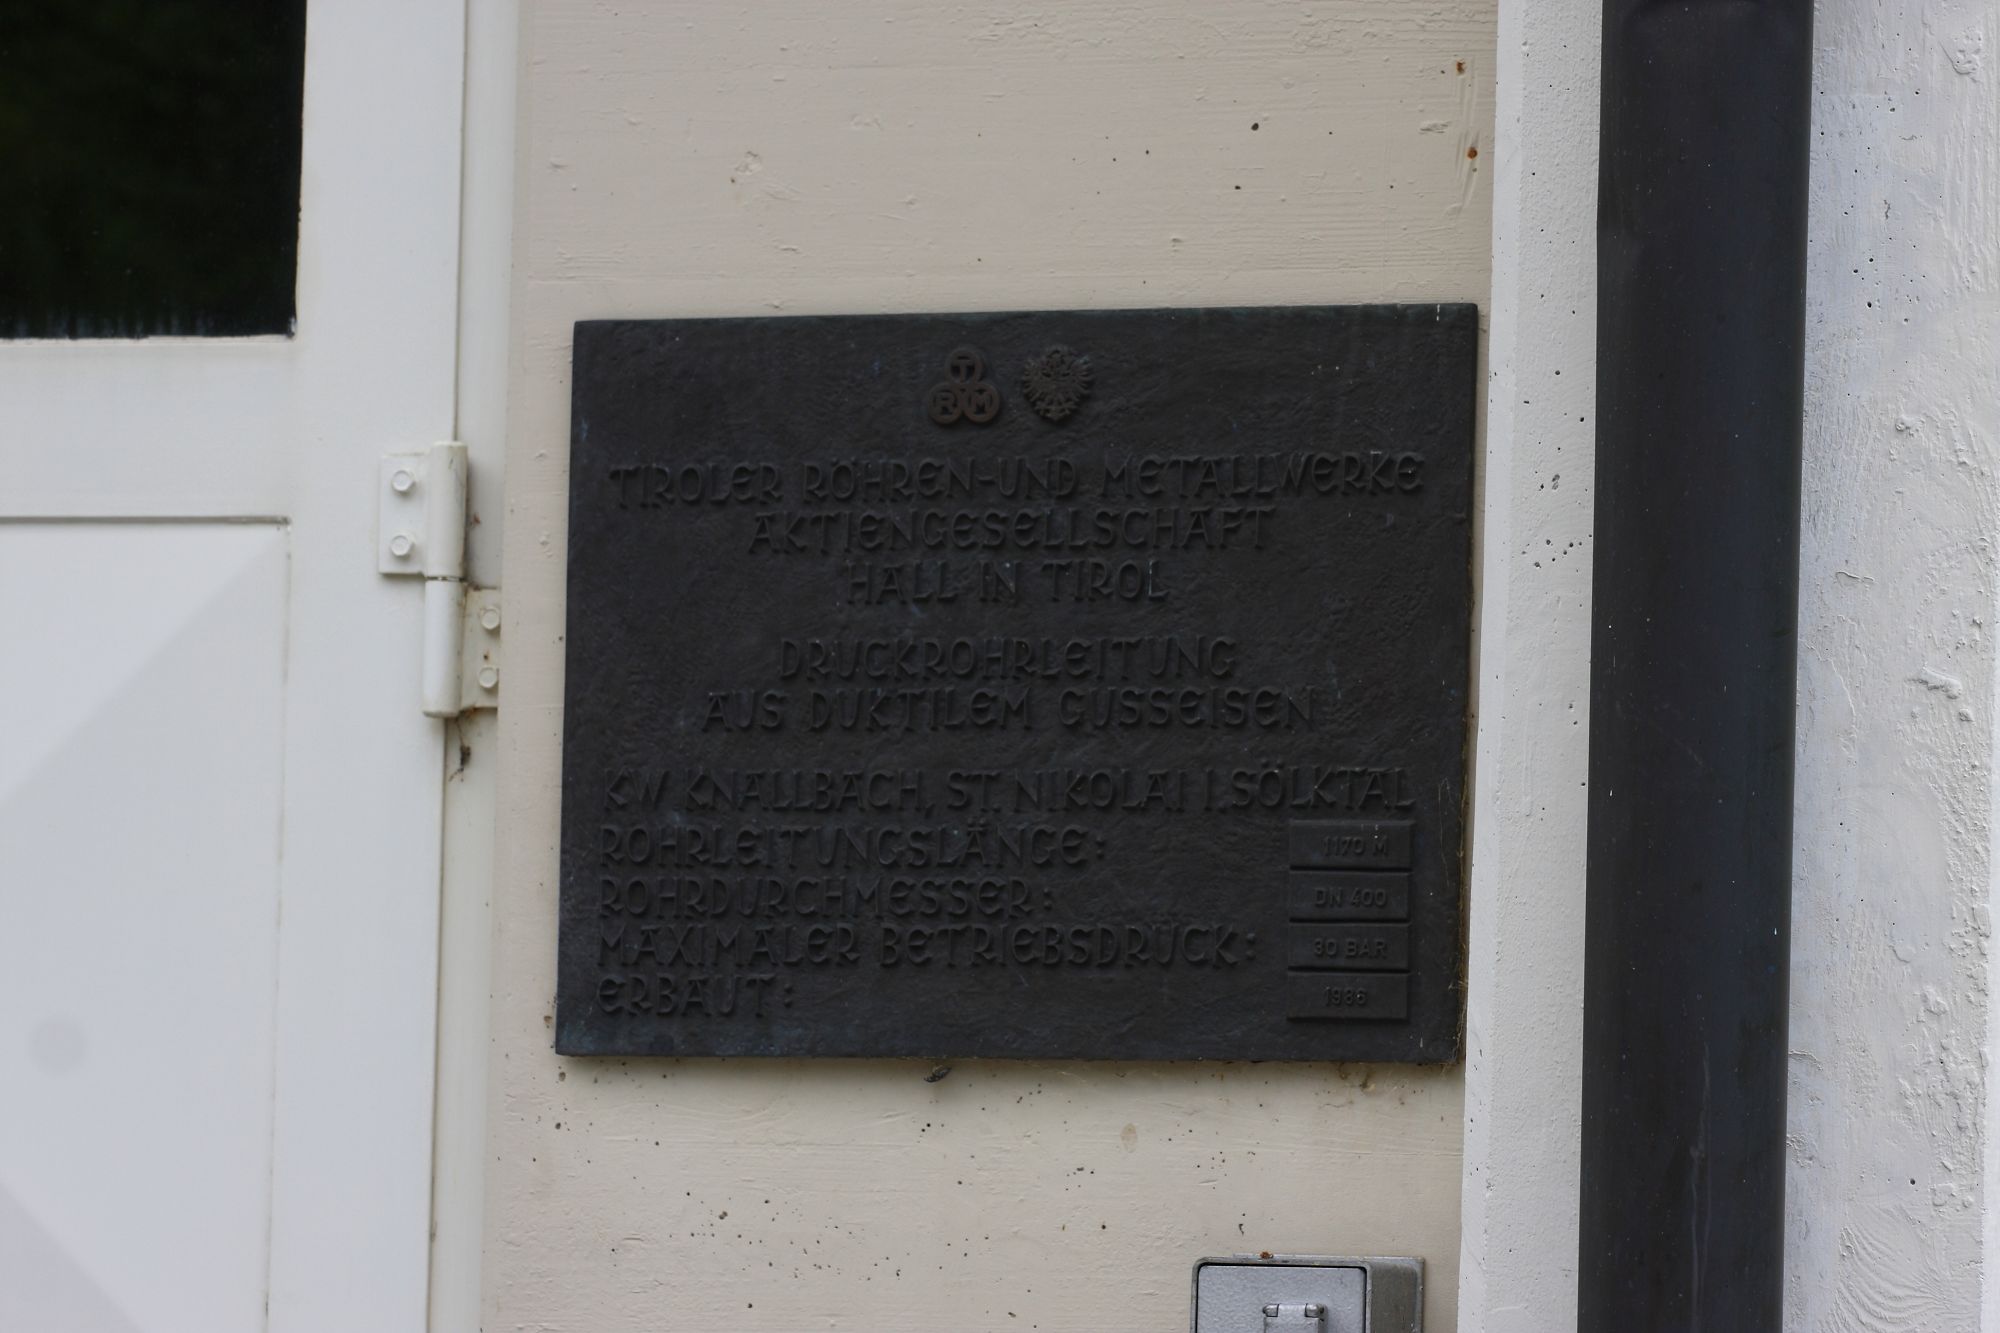 T
R M
TIROLER RÖHREN-UND METALLWERKE
AKTIENGESELLSCHAFT
HALL IN TIROL
DRUCKROHRLEITUNG
AUS DUKTILEM GUSSEISEN
KW KNALLBACH, ST. NIKOLAI I. SÖLKTAL
ROHRLEITUNGSLÄNGE: 1170 M
ROHRDURCHMESSER: DN 400
MAXIMALER BETRIEBSDRUCK: 30 BAR
ERBAUT: 1986